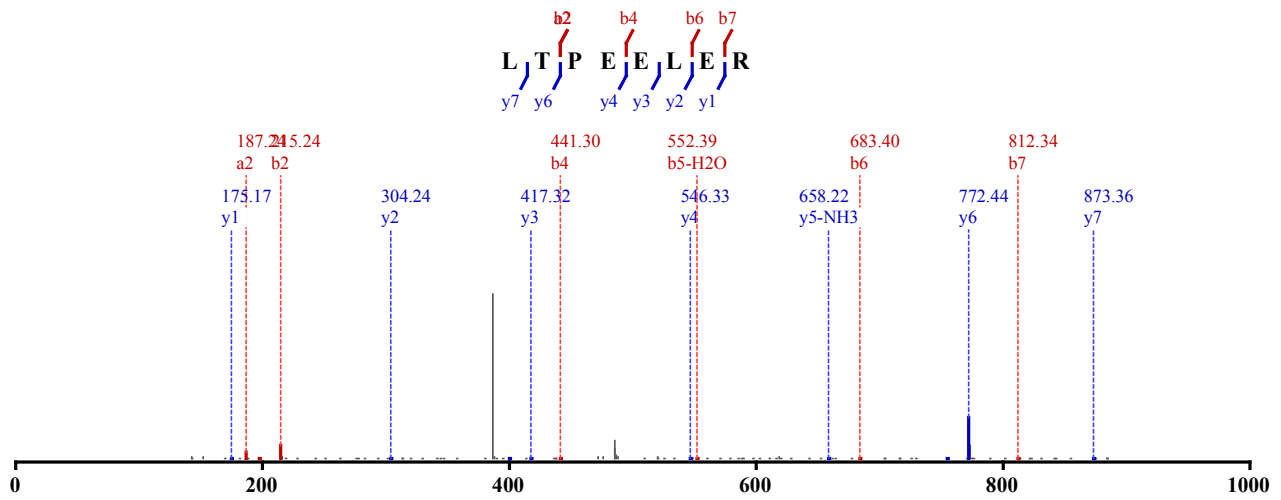 a2 b2 b4 b6 b7
L T P E E L E R
y7 y6 y4 y3 y2 y1
187.24 215.24 441.30 552.39 683.40 812.34
a2 b2 b4 b5-H2O b6 b7
175.17 304.24 417.32 546.33 658.22 772.44 873.36
y1 y2 y3 y4 y5-NH3 y6 y7
0 200 400 600 800 1000